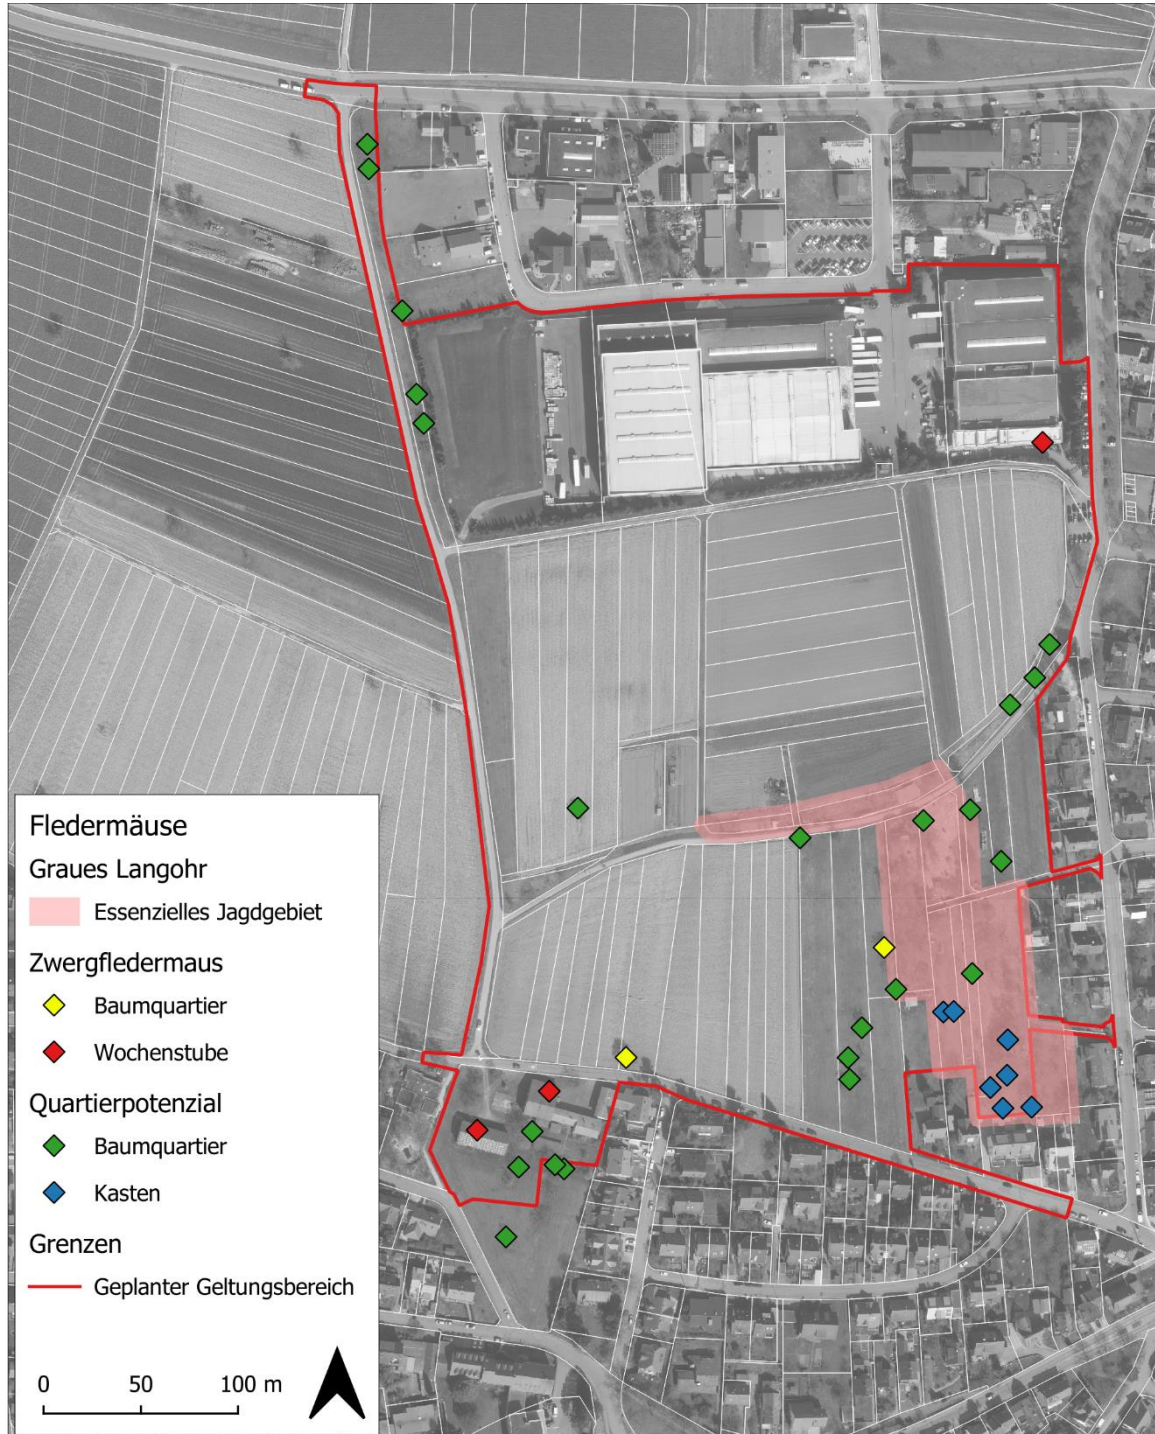 Fledermäuse
Graues Langohr
Essenzielles Jagdgebiet
Zwergfledermaus
Baumquartier
Wochenstube
Quartierpotenzial
Baumquartier
Kasten
Grenzen
Geplanter Geltungsbereich
0 50 100 m